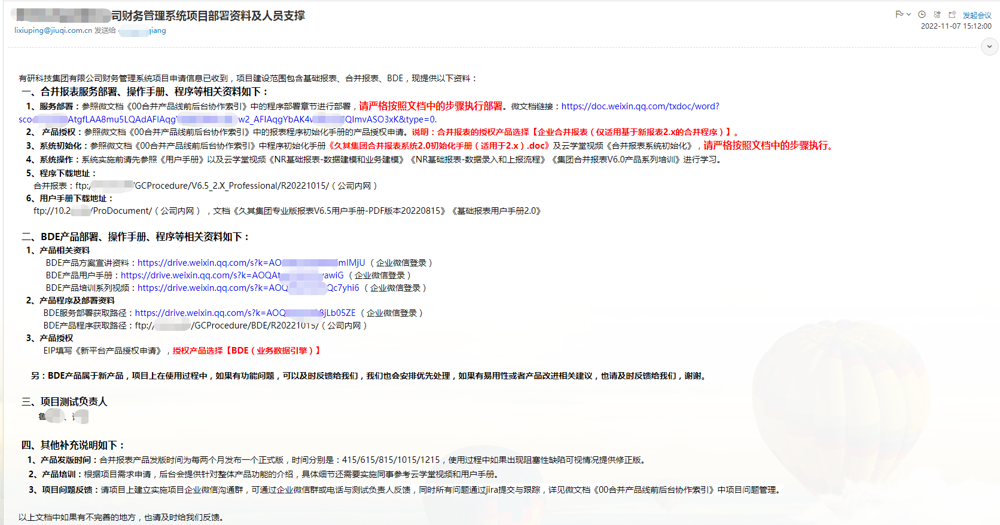 司财务管理系统项目部署资料及人员支撑
发起会议
lixiuping@jiuqi.com.cn 发送给 qiang
2022-11-07 15:12:00
有研科技集团有限公司财务管理系统项目申请信息已收到，项目建设范围包含基础报表、合并报表、BDE，现提供以下资料：
一、合并报表服务部署、操作手册、程序等相关资料如下：
1、服务部署：参照微文档《00合并产品线前后台协作索引》中的程序部署章节进行部署，请严格按照文档中的步骤执行部署。微文档链接：https://doc.weixin.qq.com/txdoc/word?
sco AtgfLAA8mu5LQAdAFIAqg w2_AFIAqgYbAK4 QImvASO3xK&type=0.
2、 产品授权：参照微文档《00合并产品线前后台协作索引》中的报表程序初始化手册的产品授权申请。说明：合并报表的授权产品选择【企业合并报表（仅适用基于新报表2.x的合并程序）】。
3、系统初始化：参照微文档《00合并产品线前后台协作索引》中程序初始化手册《久其集团合并报表系统2.0初始化手册（适用于2.x）.doc》及云学堂视频《合并报表系统初始化》，请严格按照文档中的步骤执行。
4、系统操作：系统实施前请先参照《用户手册》以及云学堂视频《NR基础报表-数据建模和业务建模》《NR基础报表-数据录入和上报流程》《集团合并报表V6.0产品系列培训》进行学习。
5、程序下载地址：
合并报表：ftp:/ /GCProcedure/V6.5_2.X_Professional/R20221015/（公司内网）
6、用户手册下载地址：
ftp://10.2 /ProDocument/（公司内网），文档《久其集团专业版报表V6.5用户手册-PDF版本20220815》《基础报表用户手册2.0》
二、BDE产品部署、操作手册、程序等相关资料如下：
1、产品相关资料
BDE产品方案宣讲资料：https://drive.weixin.qq.com/s?k=AO mIMjU（企业微信登录）
BDE产品用户手册：https://drive.weixin.qq.com/s?k=AOQAt awiG（企业微信登录）
BDE产品培训系列视频：https://drive.weixin.qq.com/s?k=AOQ Qc7yhi6（企业微信登录）
2、产品程序及部署资料
BDE服务部署获取路径：https://drive.weixin.qq.com/s?k=AOQ 8jLb05ZE（企业微信登录）
BDE产品程序获取路径：ftp:/ /GCProcedure/BDE/R20221015/（公司内网）
3、产品授权
EIP填写《新平台产品授权申请》，授权产品选择【BDE（业务数据引擎）】
另：BDE产品属于新产品，项目上在使用过程中，如果有功能问题，可以及时反馈给我们，我们也会安排优先处理，如果有易用性或者产品改进相关建议，也请及时反馈给我们，谢谢。
三、项目测试负责人
鲁 、
四、其他补充说明如下：
1、产品发版时间：合并报表产品发版时间为每两个月发布一个正式版，时间分别是：415/615/815/1015/1215，使用过程中如果出现阻塞性缺陷可视情况提供修正版。
2、产品培训：根据项目需求申请，后台会提供针对整体产品功能的介绍，具体细节还需要实施同事参考云学堂视频和用户手册。
3、项目问题反馈：请项目上建立实施项目企业微信沟通群，可通过企业微信群或电话与测试负责人反馈，同时所有问题通过jira提交与跟踪，详见微文档《00合并产品线前后台协作索引》中项目问题管理。
以上文档中如果有不完善的地方，也请及时给我们反馈。